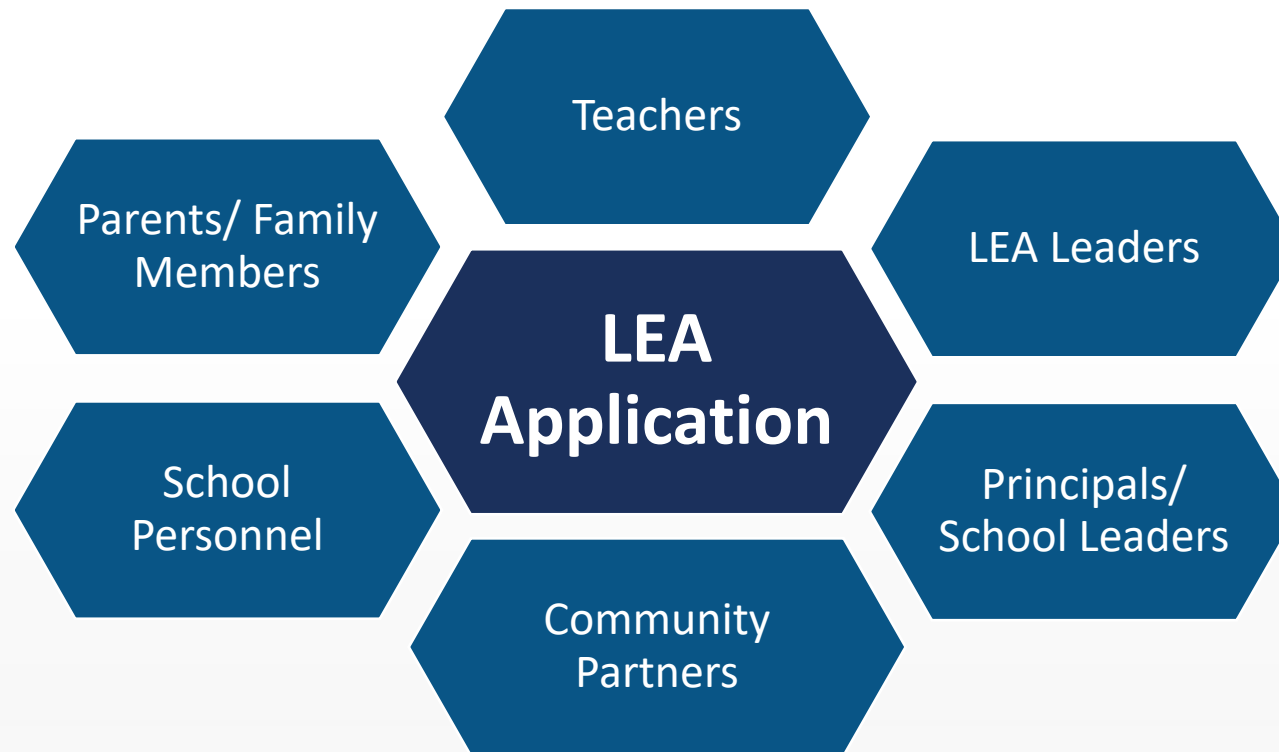 Teachers
Parents/ Family
Members
LEA Leaders
LEA
Application
School
Personnel
Principals/
School Leaders
Community
Partners